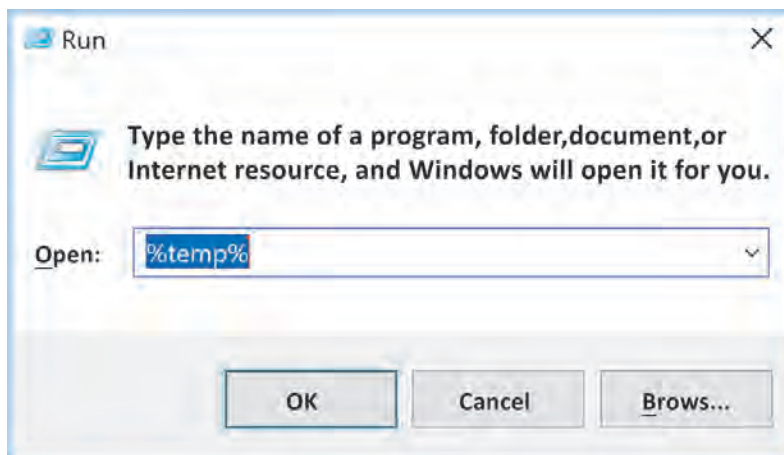 Run
Type the name of a program, folder,document,or
Internet resource, and Windows will open it for you.
Open: %temp%
OK Cancel Brows...